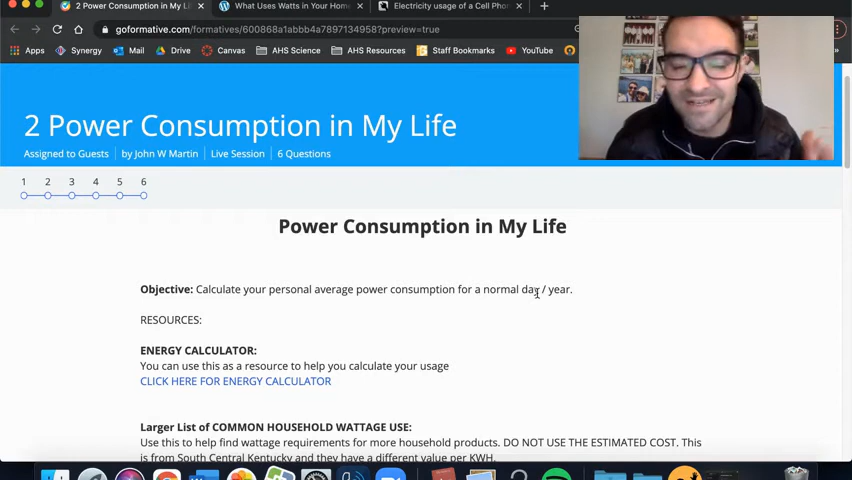 2 Power Consumption in My Li
What Uses Watts in Your Hom
Electricity usage of a Cell Pho
goformative.com/formatives/600868a1abbb4a7897134958?preview=true
Apps Synergy Mail Drive Canvas AHS Science AHS Resources Staff Bookmarks YouTube
2 Power Consumption in My Life
Assigned to Guests by John W Martin Live Session 6 Questions
1 2 3 4 5 6
Power Consumption in My Life
Objective: Calculate your personal average power consumption for a normal day / year.
RESOURCES:
ENERGY CALCULATOR:
You can use this as a resource to help you calculate your usage
CLICK HERE FOR ENERGY CALCULATOR
Larger List of COMMON HOUSEHOLD WATTAGE USE:
Use this to help find wattage requirements for more household products. DO NOT USE THE ESTIMATED COST. This
is from South Central Kentucky and they have a different value per KWH.